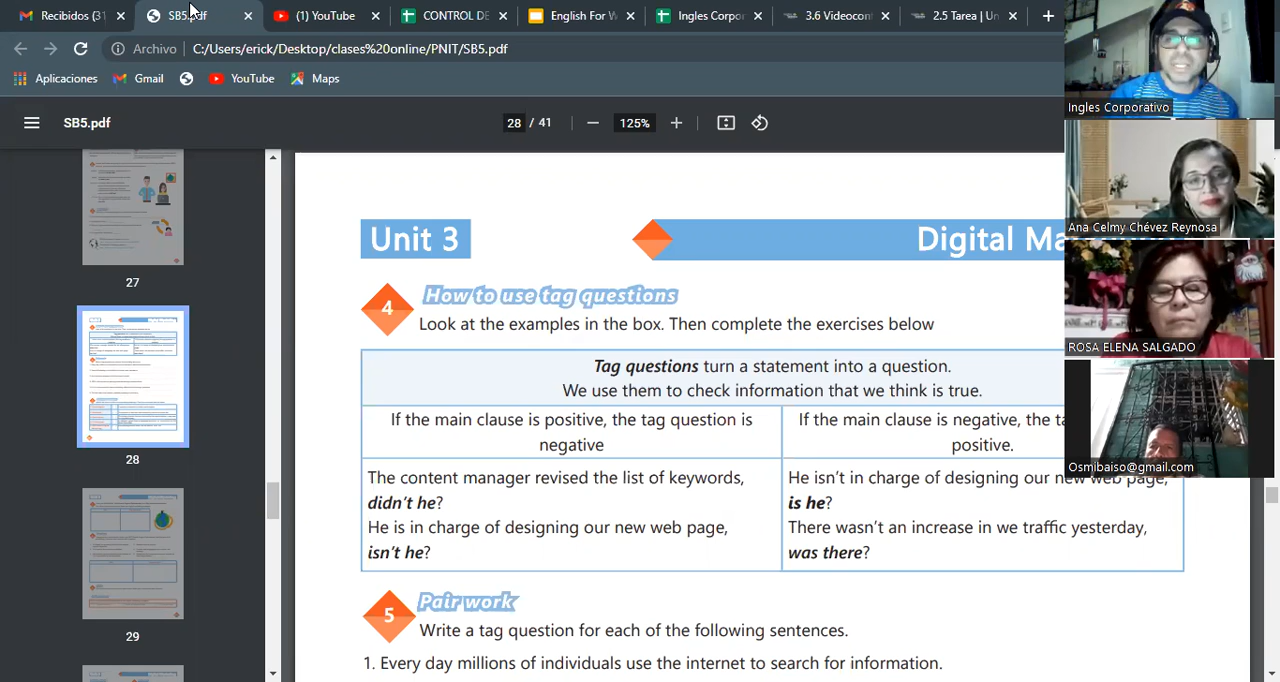 Recibidos (31
SB5.pdf
(1) YouTube
CONTROL DE
English For W
Ingles Corpor
3.6 Videocont
2.5 Tarea | Un
Archivo
C:/Users/erick/Desktop/clases%20online/PNIT/SB5.pdf
Aplicaciones
Gmail
YouTube
Maps
SB5.pdf
28 / 41
125%
27
28
29
Unit 3
Digital Ma
4
How to use tag questions
Look at the examples in the box. Then complete the exercises below
Tag questions turn a statement into a question.
We use them to check information that we think is true.
If the main clause is positive, the tag question is
negative
If the main clause is negative, the ta
positive.
The content manager revised the list of keywords,
didn't he?
He is in charge of designing our new web page,
isn't he?
He isn't in charge of designing our new web page,
is he?
There wasn't an increase in we traffic yesterday,
was there?
5
Pair work
Write a tag question for each of the following sentences.
1. Every day millions of individuals use the internet to search for information.
Ingles Corporativo
Ana Celmy Chévez Reynosa
ROSA ELENA SALGADO
Osmibaiso@gmail.com